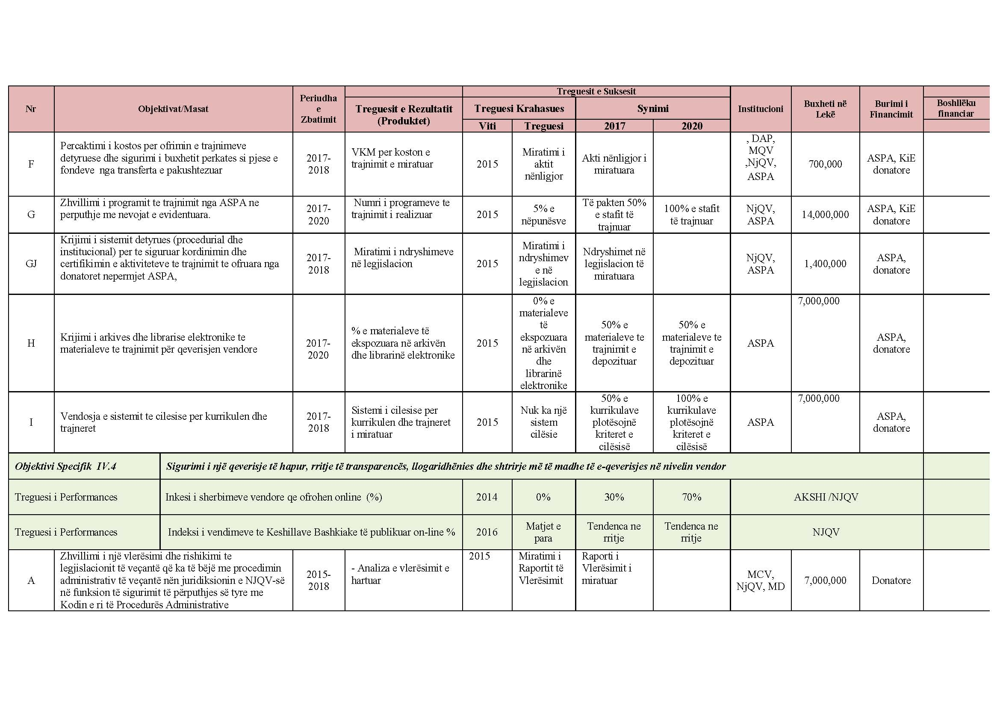 Nr
Objektivat/Masat
Periudha
e
Zbatimit
Treguesit e Rezultatit
(Produktet)
Treguesit e Suksesit
Treguesi Krahasues
Synimi
Viti
Treguesi
2017
2020
Institucioni
Buxheti në
Lekë
Burimi i
Financimit
Boshllëku
financiar
F
Percaktimi i kostos per ofrimin e trajnimeve
detyruese dhe sigurimi i buxhetit perkates si pjese e
fondeve nga transferta e pakushtezuar
2017-
2018
VKM per koston e
trajnimit e miratuar
2015
Miratimi i
aktit
nënligjor
Akti nënligjor i
miratuara
, DAP,
MQV
,NjQV,
ASPA
700,000
ASPA, KiE
donatore
G
Zhvillimi i programit te trajnimit nga ASPA ne
perputhje me nevojat e evidentuara.
2017-
2020
Numri i programeve te
trajnimit i realizuar
2015
5% e
nëpunësve
Të pakten 50%
e stafit të
trajnuar
100% e stafit
të trajnuar
NjQV,
ASPA
14,000,000
ASPA, KiE
donatore
GJ
Krijimi i sistemit detyrues (procedurial dhe
institucional) per te siguruar kordinimin dhe
certifikimin e aktiviteteve te trajnimit te ofruara nga
donatoret nepermjet ASPA,
2017-
2018
Miratimi i ndryshimeve
në legjislacion
2015
Miratimi i
ndryshimev
e në
legjislacion
Ndryshimet në
legjislacion të
miratuara
NjQV,
ASPA
1,400,000
ASPA,
donatore
H
Krijimi i arkives dhe librarise elektronike te
materialeve te trajnimit për qeverisjen vendore
2017-
2020
% e materialeve të
ekspozuara në arkivën
dhe librarinë elektronike
2015
0% e
materialeve
të
ekspozuara
në arkivën
dhe
librarinë
elektronike
50% e
materialeve te
trajnimit e
depozituar
50% e
materialeve te
trajnimit e
depozituar
ASPA
7,000,000
ASPA,
donatore
I
Vendosja e sistemit te cilesise per kurrikulen dhe
trajneret
2017-
2018
Sistemi i cilesise per
kurrikulen dhe trajneret
i miratuar
2015
Nuk ka një
sistem
cilësie
50% e
kurrikulave
plotësojnë
kriteret e
cilësisë
100% e
kurrikulave
plotësojnë
kriteret e
cilësisë
ASPA
7,000,000
ASPA,
donatore
Objektivi Specifik IV.4
Sigurimi i një qeverisje të hapur, rritje të transparencës, llogaridhënies dhe shtrirje më të madhe të e-qeverisjes në nivelin vendor
Treguesi i Performances
Inkesi i sherbimeve vendore qe ofrohen online (%)
2014
0%
30%
70%
AKSHI /NJQV
Treguesi i Performances
Indeksi i vendimeve te Keshillave Bashkiake të publikuar on-line %
2016
Matjet e
para
Tendenca ne
rritje
Tendenca ne
rritje
NJQV
A
Zhvillimi i një vlerësimi dhe rishikimi te
legjislacionit të veçantë që ka të bëjë me procedimin
administrativ të veçantë nën juridiksionin e NJQV-së
në funksion të sigurimit të përputhjes së tyre me
Kodin e ri të Procedurës Administrative
2015-
2018
- Analiza e vlerësimit e
hartuar
2015
Miratimi i
Raportit të
Vlerësimit
Raporti i
Vlerësimit i
miratuar
MCV,
NjQV, MD
7,000,000
Donatore